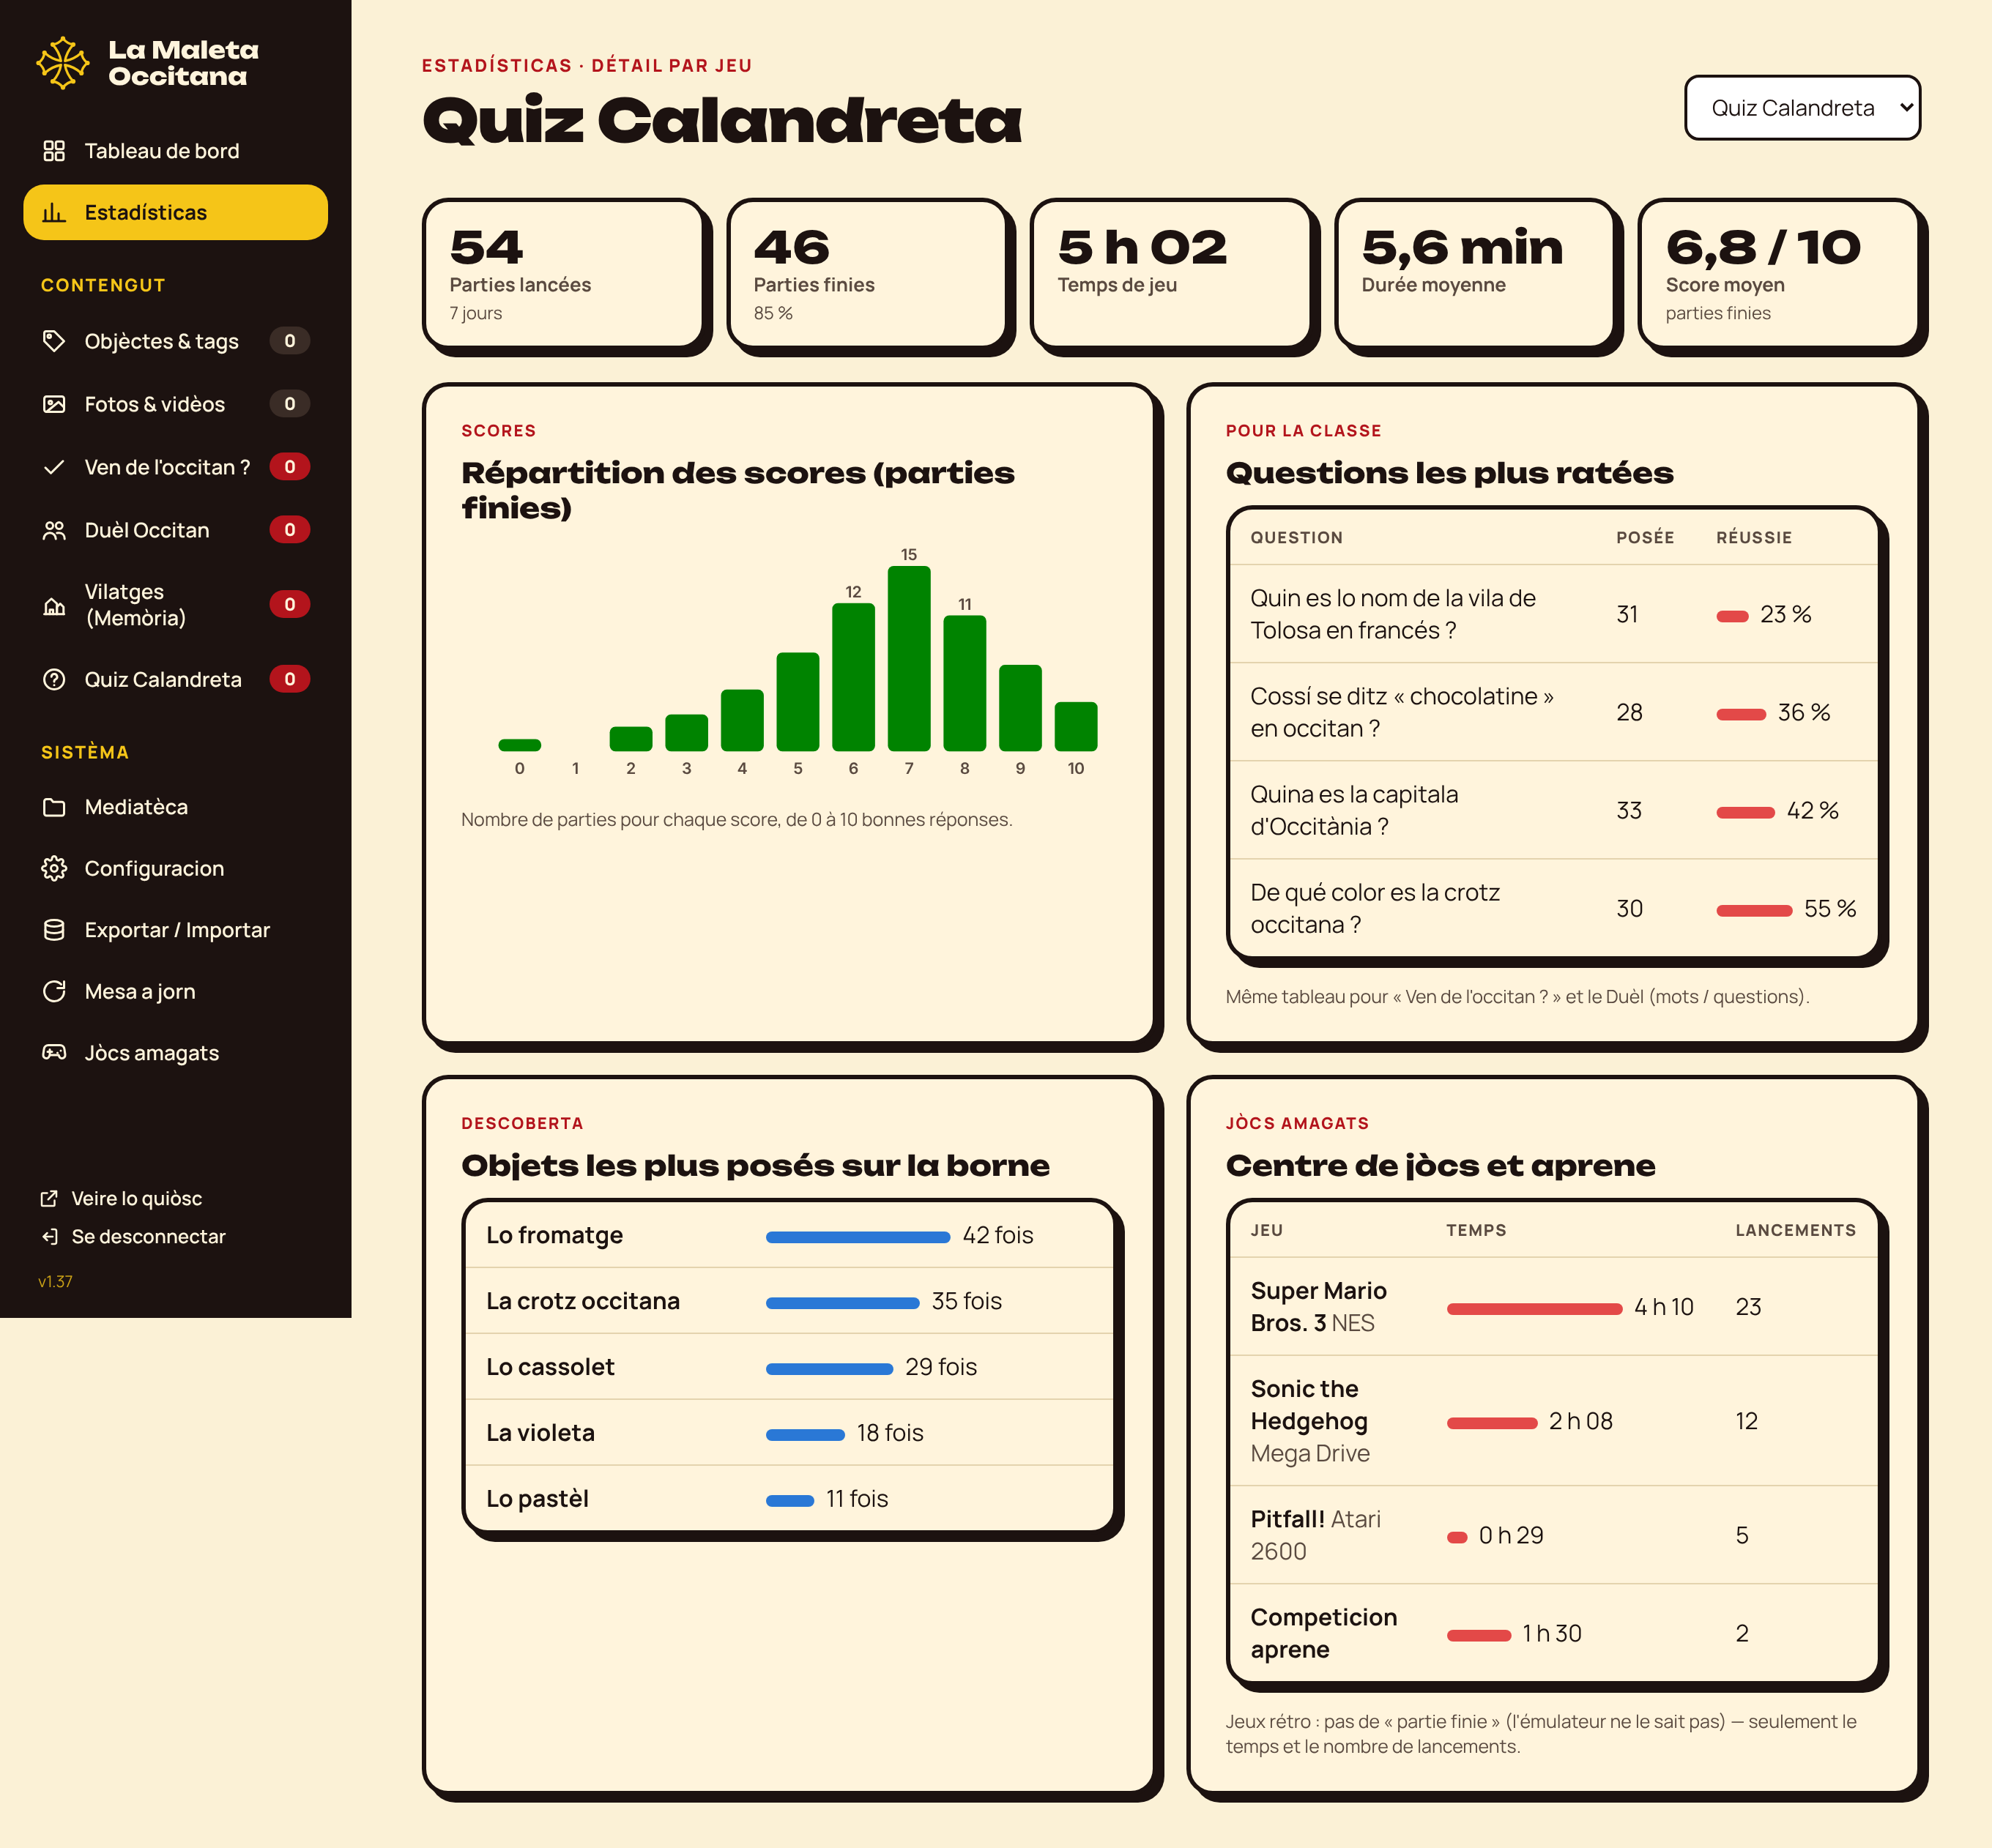 La Maleta
Occitana
Tableau de bord
Estadísticas
CONTENGUT
Objèctes & tags 0
Fotos & vidèos 0
Ven de l'occitan ? 0
Duèl Occitan 0
Vilatges
(Memòria) 0
Quiz Calandreta 0
SISTÈMA
Mediatèca
Configuracion
Exportar / Importar
Mesa a jorn
Jòcs amagats
Veire lo quiòsc
Se desconnectar
v1.37
ESTADÍSTICAS · DÉTAIL PAR JEU
Quiz Calandreta
Quiz Calandreta
54
Parties lancées
7 jours
46
Parties finies
85 %
5 h 02
Temps de jeu
5,6 min
Durée moyenne
6,8 / 10
Score moyen
parties finies
SCORES
Répartition des scores (parties
finies)
15
12
11
0 1 2 3 4 5 6 7 8 9 10
Nombre de parties pour chaque score, de 0 à 10 bonnes réponses.
POUR LA CLASSE
Questions les plus ratées
QUESTION POSÉE RÉUSSIE
Quin es lo nom de la vila de
Tolosa en francés ? 31 23 %
Cossí se ditz « chocolatine »
en occitan ? 28 36 %
Quina es la capitala
d'Occitània ? 33 42 %
De qué color es la crotz
occitana ? 30 55 %
Même tableau pour « Ven de l'occitan ? » et le Duèl (mots / questions).
DESCOBERTA
Objets les plus posés sur la borne
Lo fromatge 42 fois
La crotz occitana 35 fois
Lo cassolet 29 fois
La violeta 18 fois
Lo pastèl 11 fois
JÒCS AMAGATS
Centre de jòcs et aprene
JEU TEMPS LANCEMENTS
Super Mario
Bros. 3 NES 4 h 10 23
Sonic the
Hedgehog
Mega Drive 2 h 08 12
Pitfall! Atari
2600 0 h 29 5
Competicion
aprene 1 h 30 2
Jeux rétro : pas de « partie finie » (l'émulateur ne le sait pas) — seulement le
temps et le nombre de lancements.